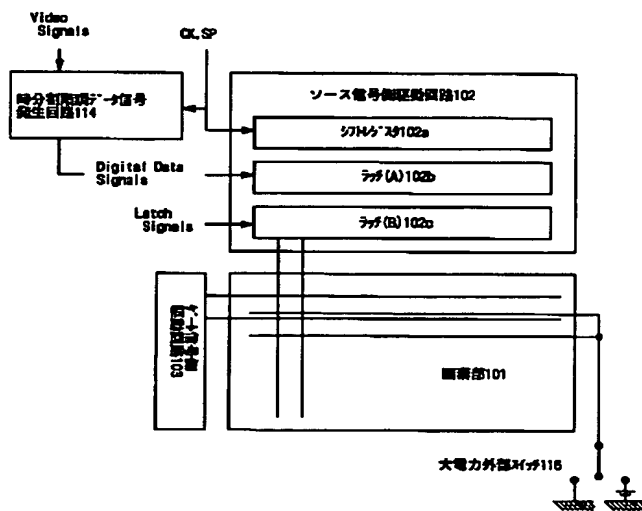 Video
Signals
CK,SP
時分割階調データ信号
発生回路114
ソース信号側駆動回路102
シフトレジスタ102a
Digital Data
Signals
ラッチ(A)102b
Latch
Signals
ラッチ(B)102c
ゲート信号側
駆動回路103
画素部101
大電力外部スイッチ116